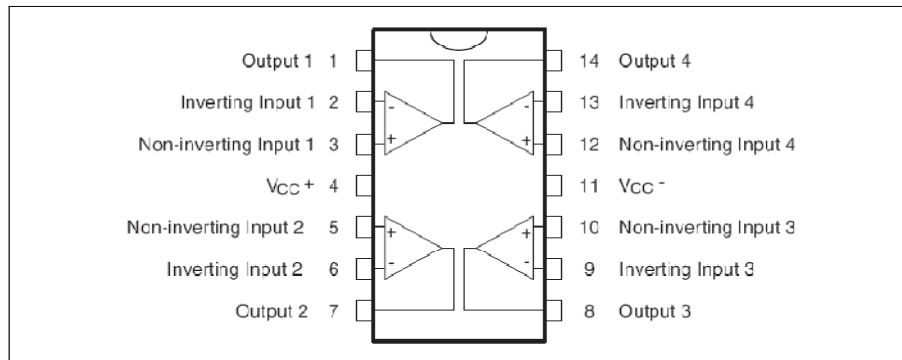 Output 1 1 14 Output 4
Inverting Input 1 2 - - 13 Inverting Input 4
Non-inverting Input 1 3 + + 12 Non-inverting Input 4
VCC + 4 11 VCC -
Non-inverting Input 2 5 + + 10 Non-inverting Input 3
Inverting Input 2 6 - - 9 Inverting Input 3
Output 2 7 8 Output 3